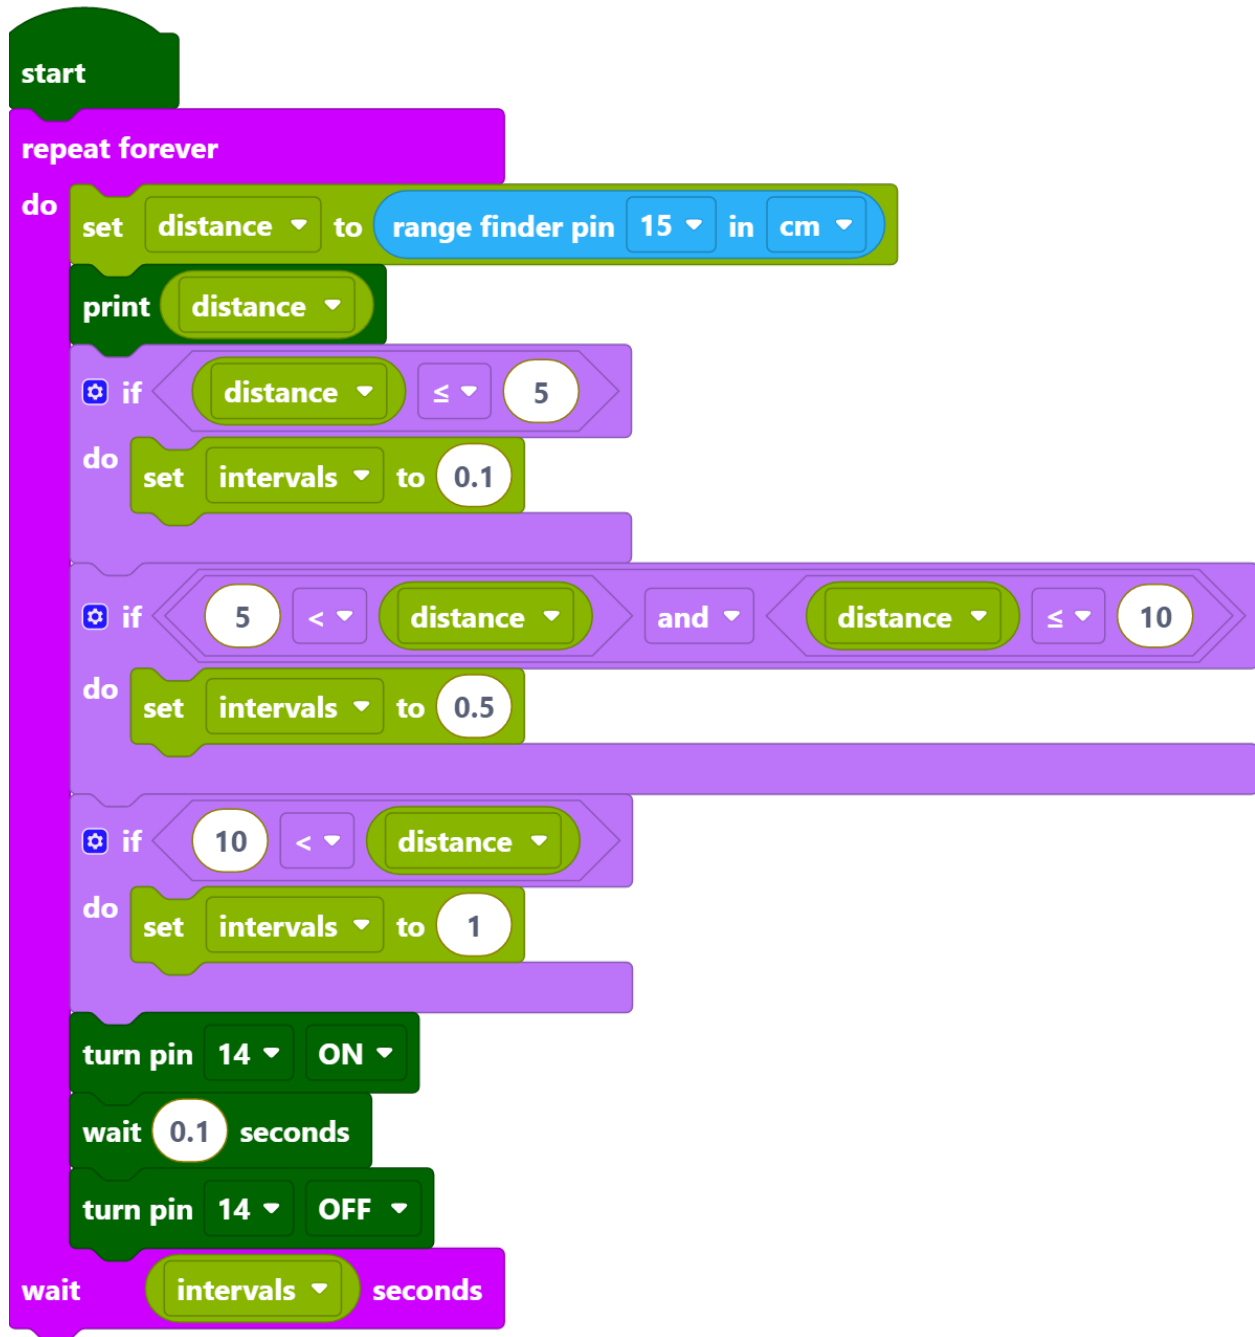 start
repeat forever
do set distance to range finder pin 15 in cm
print distance
if distance ≤ 5
do set intervals to 0.1
if 5 < distance and distance ≤ 10
do set intervals to 0.5
if 10 < distance
do set intervals to 1
turn pin 14 ON
wait 0.1 seconds
turn pin 14 OFF
wait intervals seconds